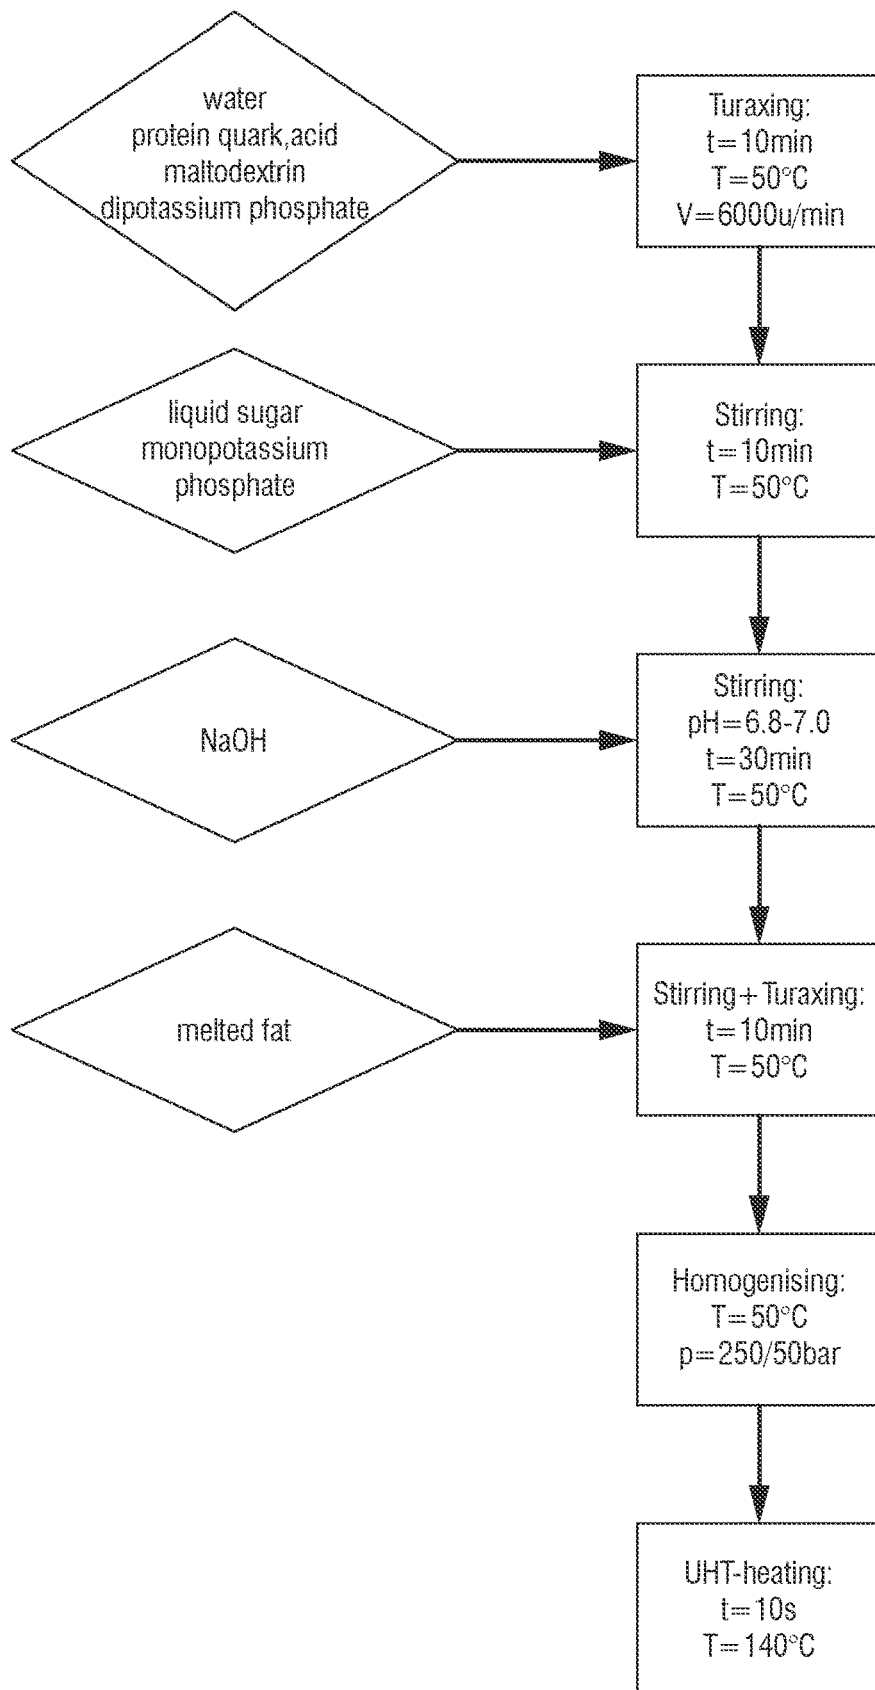 water
protein quark,acid
maltodextrin
dipotassium phosphate
Turaxing:
t=10min
T=50°C
V=6000u/min
liquid sugar
monopotassium
phosphate
Stirring:
t=10min
T=50°C
NaOH
Stirring:
pH=6.8-7.0
t=30min
T=50°C
melted fat
Stirring+Turaxing:
t=10min
T=50°C
Homogenising:
T=50°C
p=250/50bar
UHT-heating:
t=10s
T=140°C